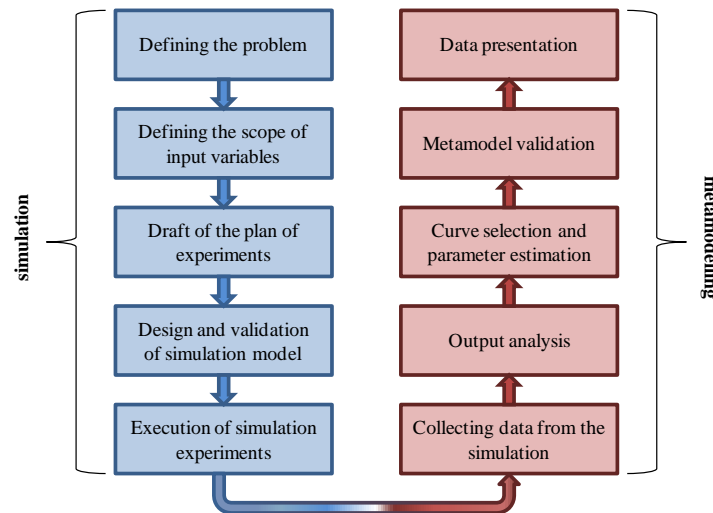 simulation
Defining the problem
Defining the scope of
input variables
Draft of the plan of
experiments
Design and validation
of simulation model
Execution of simulation
experiments
Data presentation
Metamodel validation
Curve selection and
parameter estimation
Output analysis
Collecting data from the
simulation
metamodeling